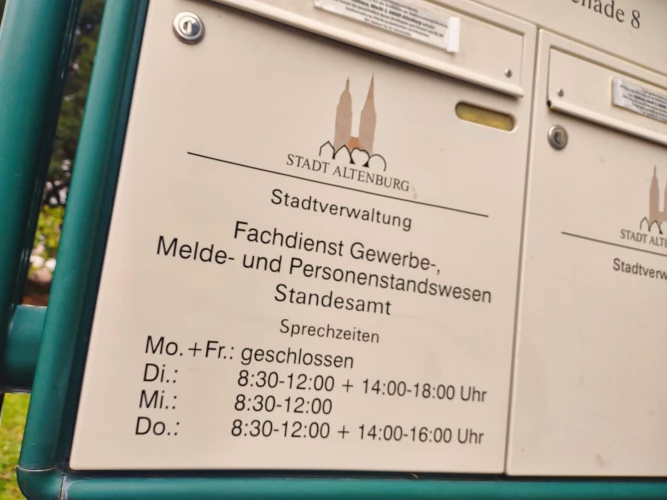 enade 8
STADT ALTENBURG
Stadtverwaltung
Fachdienst Gewerbe-,
Melde- und Personenstandswesen
Standesamt
Sprechzeiten
Mo.+Fr.: geschlossen
Di.: 8:30-12:00 + 14:00-18:00 Uhr
Mi.: 8:30-12:00
Do.: 8:30-12:00 + 14:00-16:00 Uhr
STADT ALTE
Stadtverw